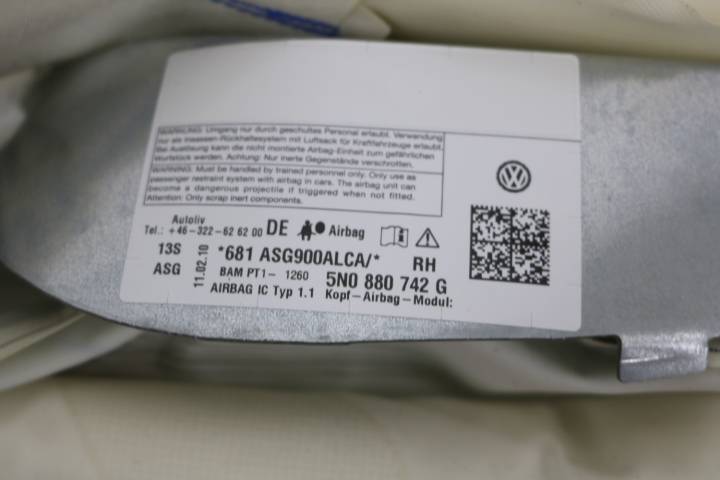 WARNUNG: Umgang nur durch geschultes Personal erlaubt. Verwendung
nur als Insassen-Rückhaltesystem mit Luftsack für Kraftfahrzeuge erlaubt.
Bei Auslösung kann die nicht montierte Airbag-Einheit zum gefährlichen
Wurfstück werden. Achtung: Nur inerte Gegenstände verschrotten.
WARNING: Must be handled by trained personnel only. Only use as
passenger restraint system with airbag in cars. The airbag unit can
become a dangerous projectile if triggered when not fitted.
Attention: Only scrap inert components.
Autoliv
Tel.: +46-322-62 62 00 DE Airbag
13S
ASG
11.02.10
*681 ASG900ALCA/* RH
BAM PT1- 1260 5N0 880 742 G
AIRBAG IC Typ 1.1 Kopf-Airbag-Modul: